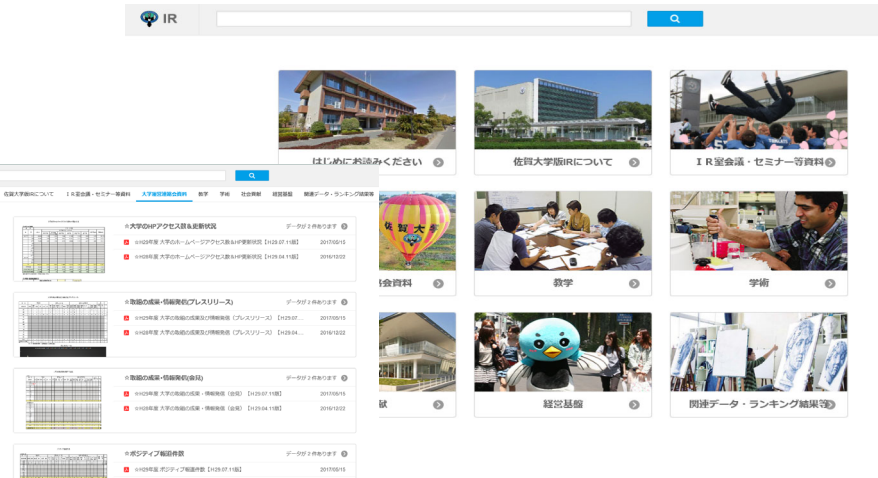 IR
はじめにお読みください
佐賀大学版IRについて
ＩＲ室会議・セミナー等資料
佐賀大学版IRについて
ＩＲ室会議・セミナー等資料
大学運営連絡会資料
教学
学術
社会貢献
経営基盤
関連データ・ランキング結果等
佐賀大
会資料
教学
学術
献
経営基盤
関連データ・ランキング結果等
☆大学のHPアクセス数＆更新状況
データが 2 件あります
☆H29年度 大学のホームページアクセス数＆HP更新状況【H29.07.11版】
2017/05/15
☆H28年度 大学のホームページアクセス数＆HP更新状況【H29.04.11版】
2016/12/22
☆取組の成果・情報発信(プレスリリース)
データが 2 件あります
☆H29年度 大学の取組の成果及び情報発信（プレスリリース）【H29.07....
2017/05/15
☆H28年度 大学の取組の成果及び情報発信（プレスリリース）【H29.04....
2016/12/22
☆取組の成果・情報発信(会見)
データが 2 件あります
☆H29年度 大学の取組の成果・情報発信（会見）【H29.07.11版】
2017/05/15
☆H28年度 大学の取組の成果・情報発信（会見）【H29.04.11版】
2016/12/22
☆ポジティブ報道件数
データが 2 件あります
☆H29年度 ポジティブ報道件数【H29.07.11版】
2017/05/15